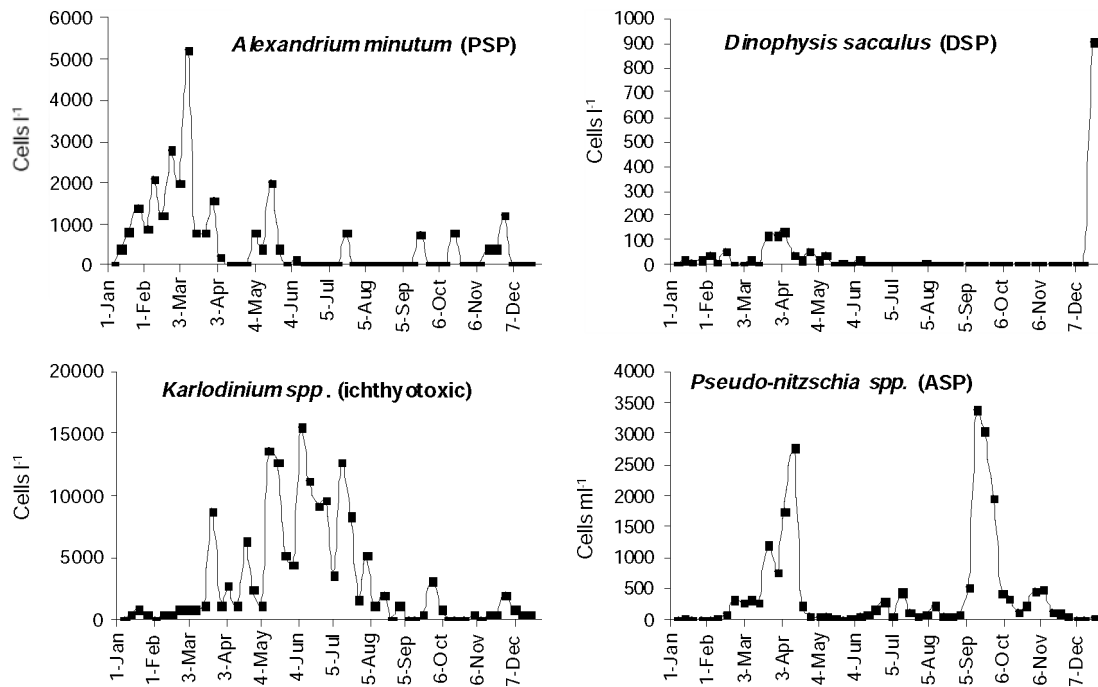 Alexandrium minutum (PSP)
Cells l-1
6000
5000
4000
3000
2000
1000
0
1-Jan
1-Feb
3-Mar
3-Apr
4-May
4-Jun
5-Jul
5-Aug
5-Sep
6-Oct
6-Nov
7-Dec
Dinophysis sacculus (DSP)
Cells l-1
1000
900
800
700
600
500
400
300
200
100
0
1-Jan
1-Feb
3-Mar
3-Apr
4-May
4-Jun
5-Jul
5-Aug
5-Sep
6-Oct
6-Nov
7-Dec
Karlodinium spp. (ichthyotoxic)
Cells l-1
20000
15000
10000
5000
0
1-Jan
1-Feb
3-Mar
3-Apr
4-May
4-Jun
5-Jul
5-Aug
5-Sep
6-Oct
6-Nov
7-Dec
Pseudo-nitzschia spp. (ASP)
Cells ml-1
4000
3500
3000
2500
2000
1500
1000
500
0
1-Jan
1-Feb
3-Mar
3-Apr
4-May
4-Jun
5-Jul
5-Aug
5-Sep
6-Oct
6-Nov
7-Dec